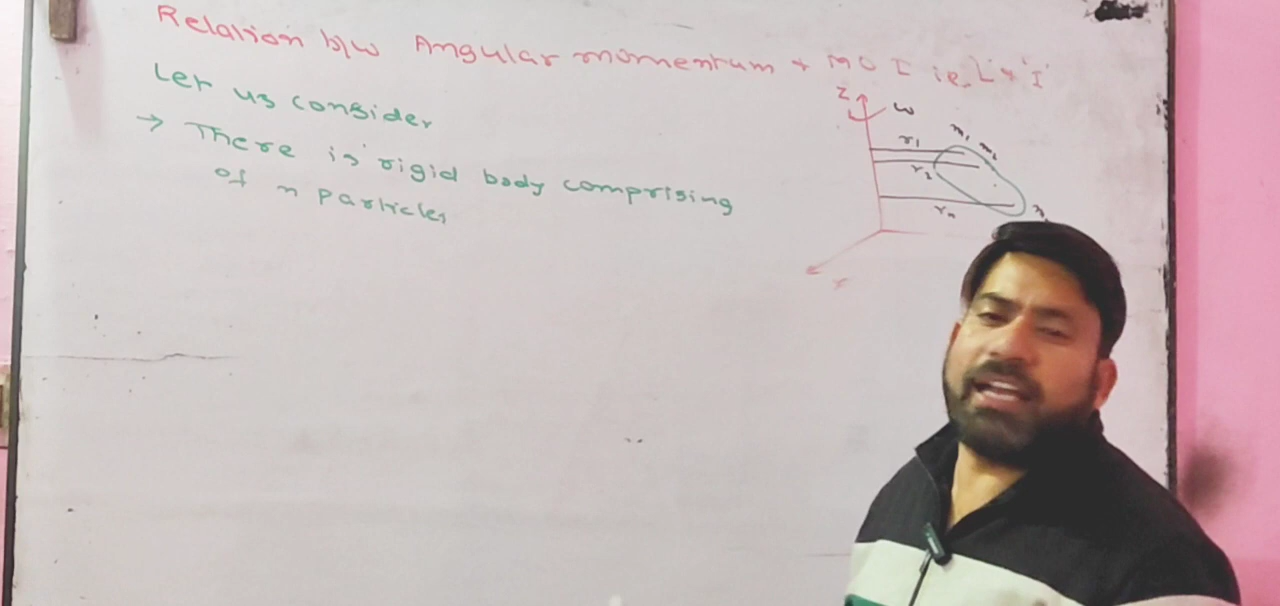 Relation b/w Angular momentum + MOI ie. L & 'I'
Let us consider
→ There is rigid body comprising
of n particles
Z
ω
m₁ m₂
r₁
r₂
rₙ
x